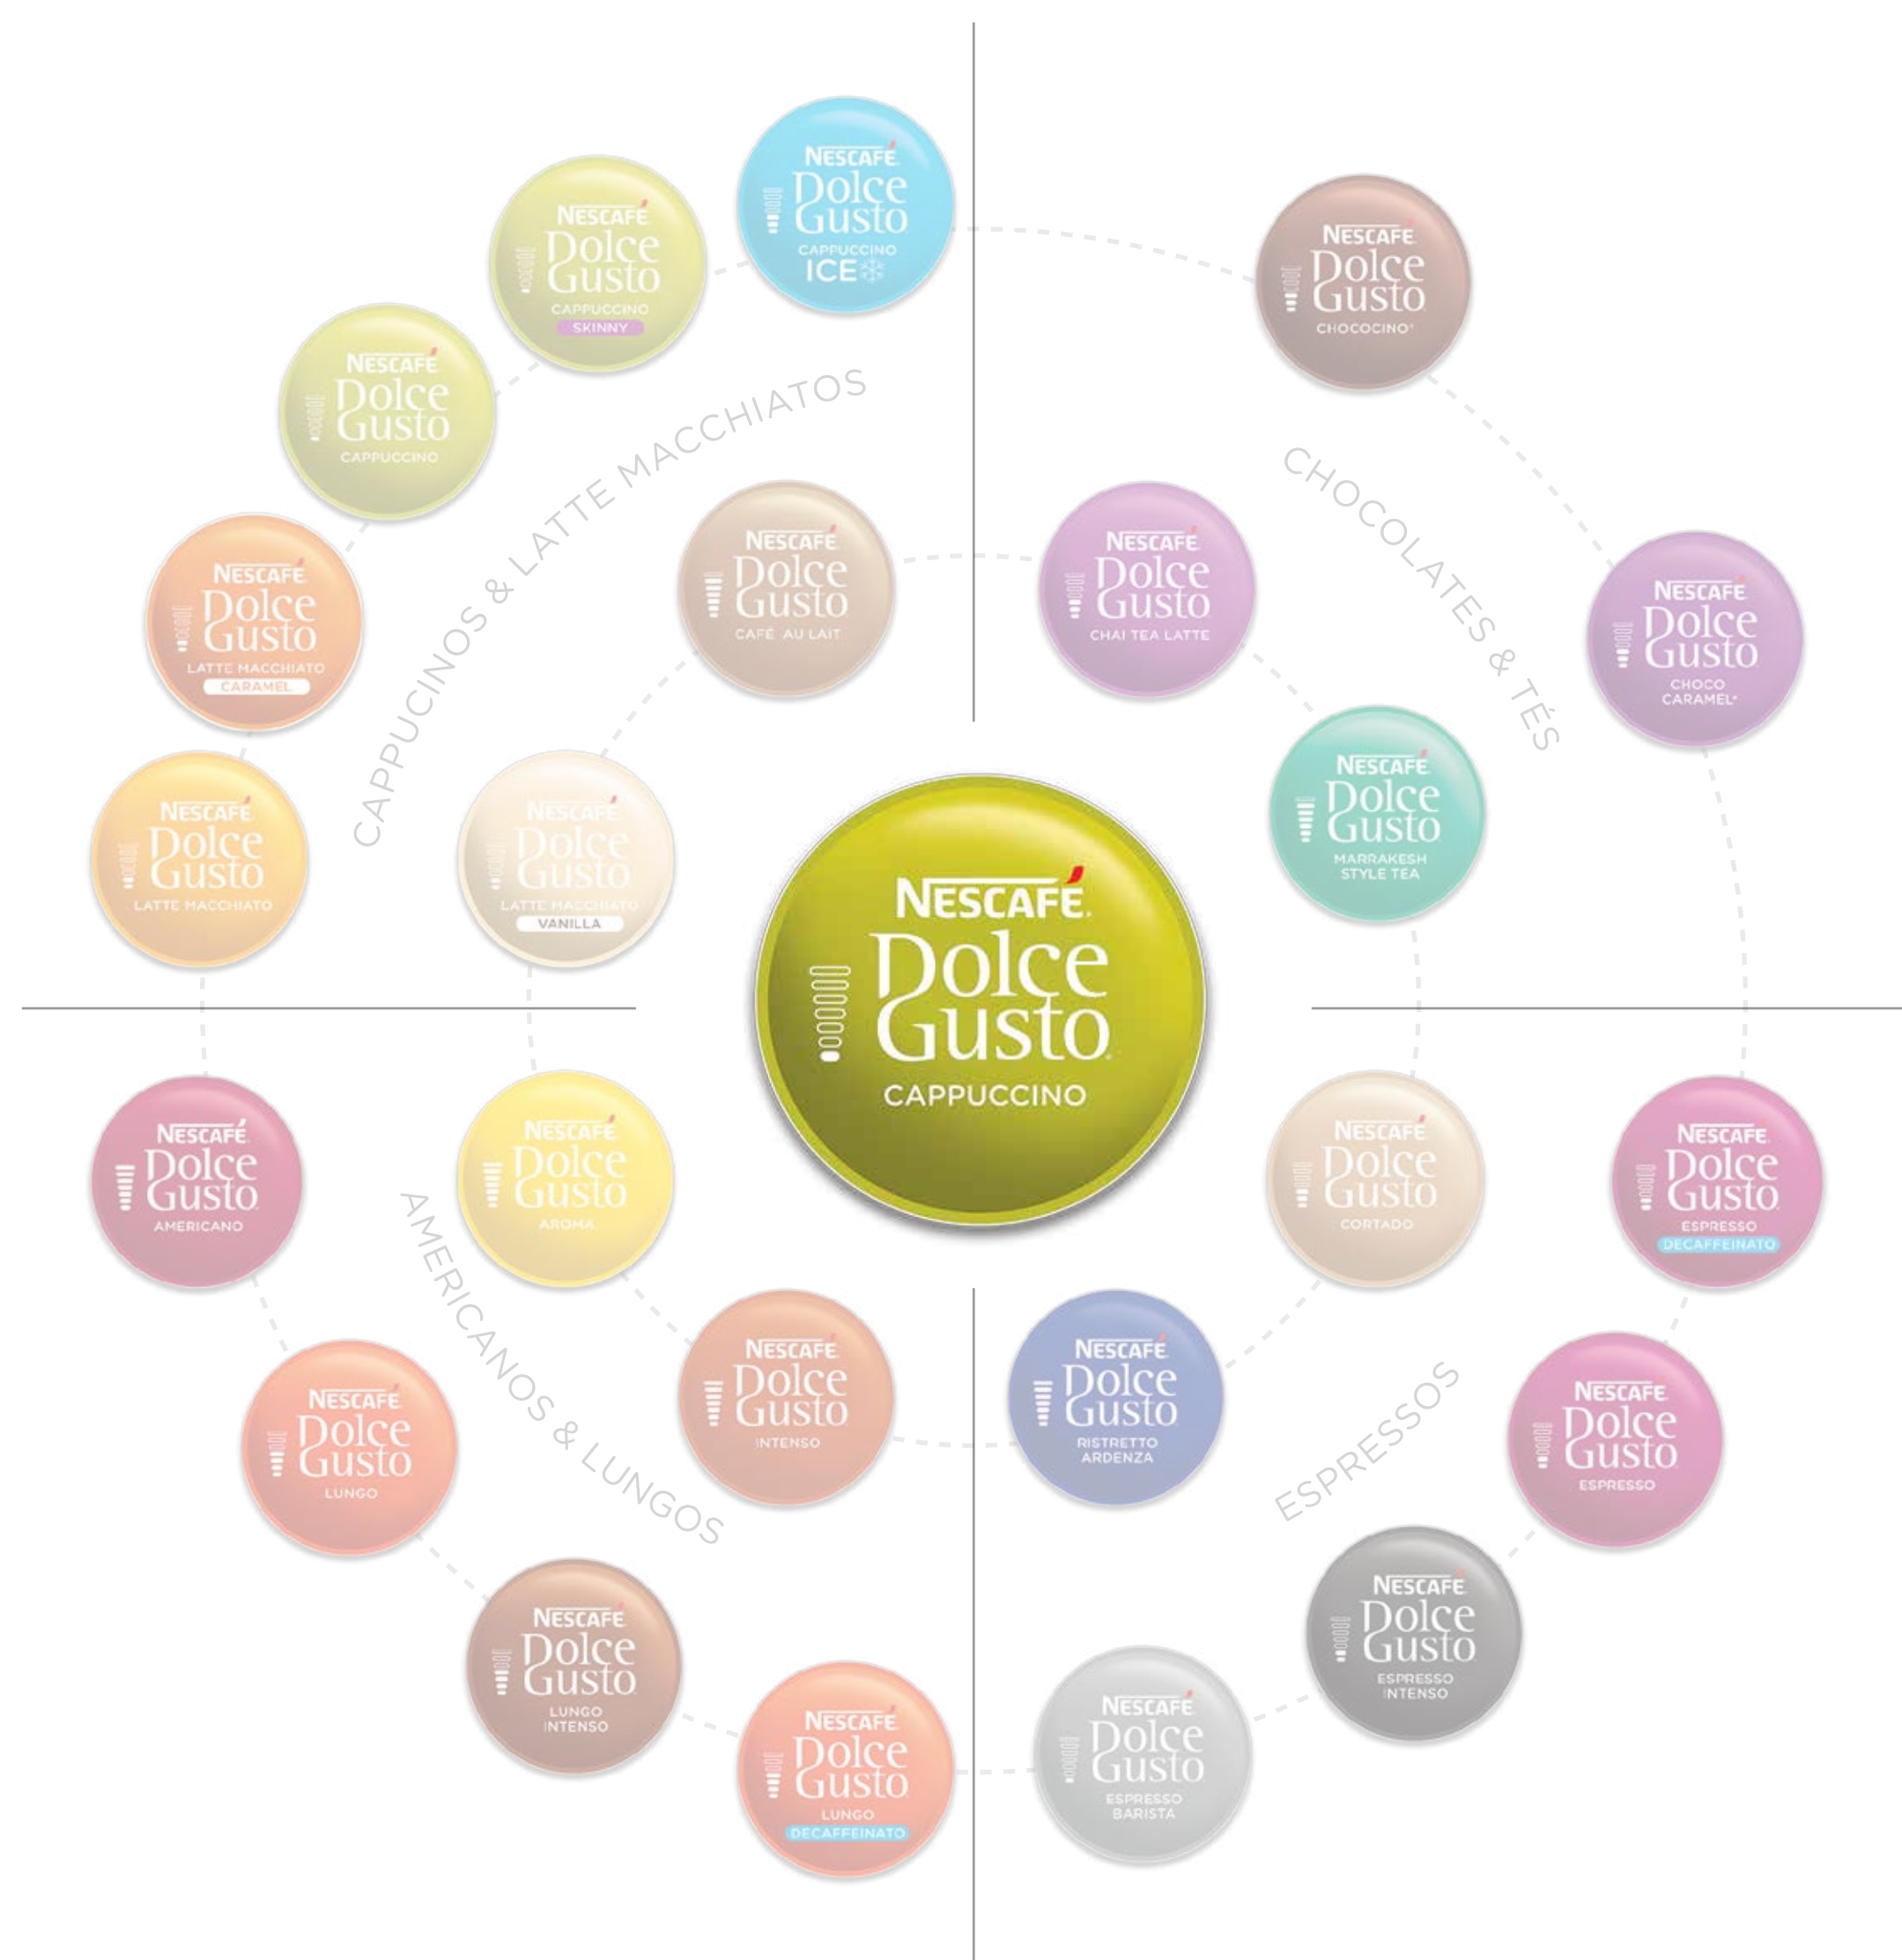 NESCAFÉ
Dolce
Gusto
CAPPUCCINO
ICE
NESCAFÉ
Dolce
Gusto
CAPPUCCINO
SKINNY
NESCAFÉ
Dolce
Gusto
CAPPUCCINO
NESCAFÉ
Dolce
Gusto
LATTE MACCHIATO
CARAMEL
NESCAFÉ
Dolce
Gusto
LATTE MACCHIATO
CAPPUCINOS & LATTE MACCHIATOS
NESCAFÉ
Dolce
Gusto
CAFÉ AU LAIT
NESCAFÉ
Dolce
Gusto
LATTE MACCHIATO
VANILLA
NESCAFÉ
Dolce
Gusto
CHOCOCINO*
NESCAFÉ
Dolce
Gusto
CHOCO
CARAMEL*
CHOCOLATES & TÉS
NESCAFÉ
Dolce
Gusto
CHAI TEA LATTE
NESCAFÉ
Dolce
Gusto
MARRAKESH
STYLE TEA
NESCAFÉ
Dolce
Gusto
CAPPUCCINO
NESCAFÉ
Dolce
Gusto
AMERICANO
NESCAFÉ
Dolce
Gusto
AROMA
AMERICANOS & LUNGOS
NESCAFÉ
Dolce
Gusto
LUNGO
NESCAFÉ
Dolce
Gusto
INTENSO
NESCAFÉ
Dolce
Gusto
LUNGO
INTENSO
NESCAFÉ
Dolce
Gusto
LUNGO
DECAFFEINATO
NESCAFÉ
Dolce
Gusto
CORTADO
NESCAFÉ
Dolce
Gusto
ESPRESSO
DECAFFEINATO
NESCAFÉ
Dolce
Gusto
RISTRETTO
ARDENZA
ESPRESSOS
NESCAFÉ
Dolce
Gusto
ESPRESSO
NESCAFÉ
Dolce
Gusto
ESPRESSO
INTENSO
NESCAFÉ
Dolce
Gusto
ESPRESSO
BARISTA